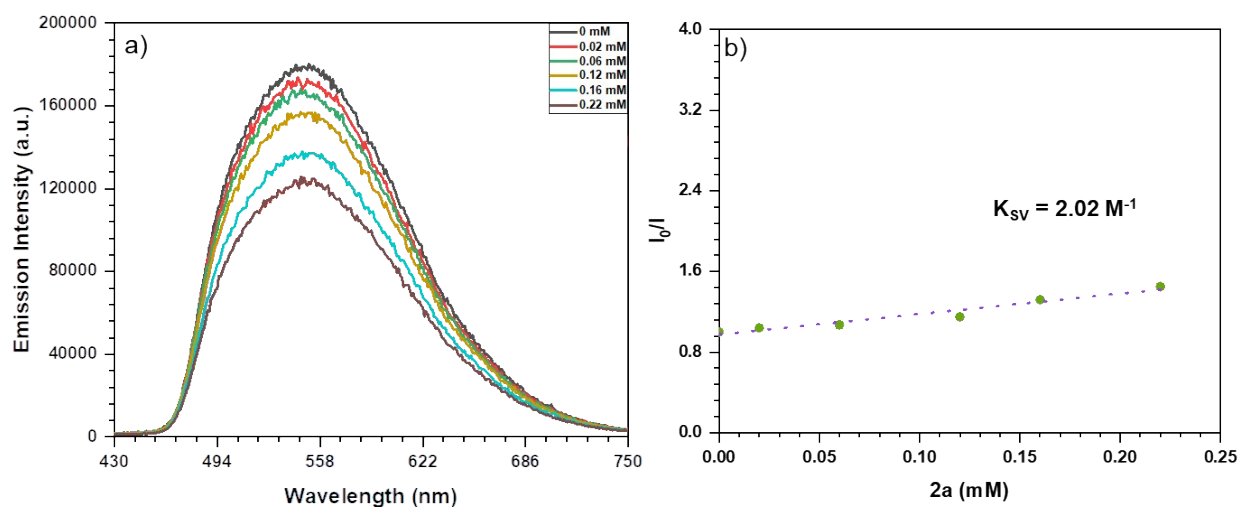 a)
200000
160000
120000
80000
40000
0
Emission Intensity (a.u.)
430
494
558
622
686
750
Wavelength (nm)
0 mM
0.02 mM
0.06 mM
0.12 mM
0.16 mM
0.22 mM
b)
4.0
3.2
2.4
1.6
0.8
0.0
I₀/I
K_SV = 2.02 M⁻¹
0.00
0.05
0.10
0.15
0.20
0.25
2a (mM)